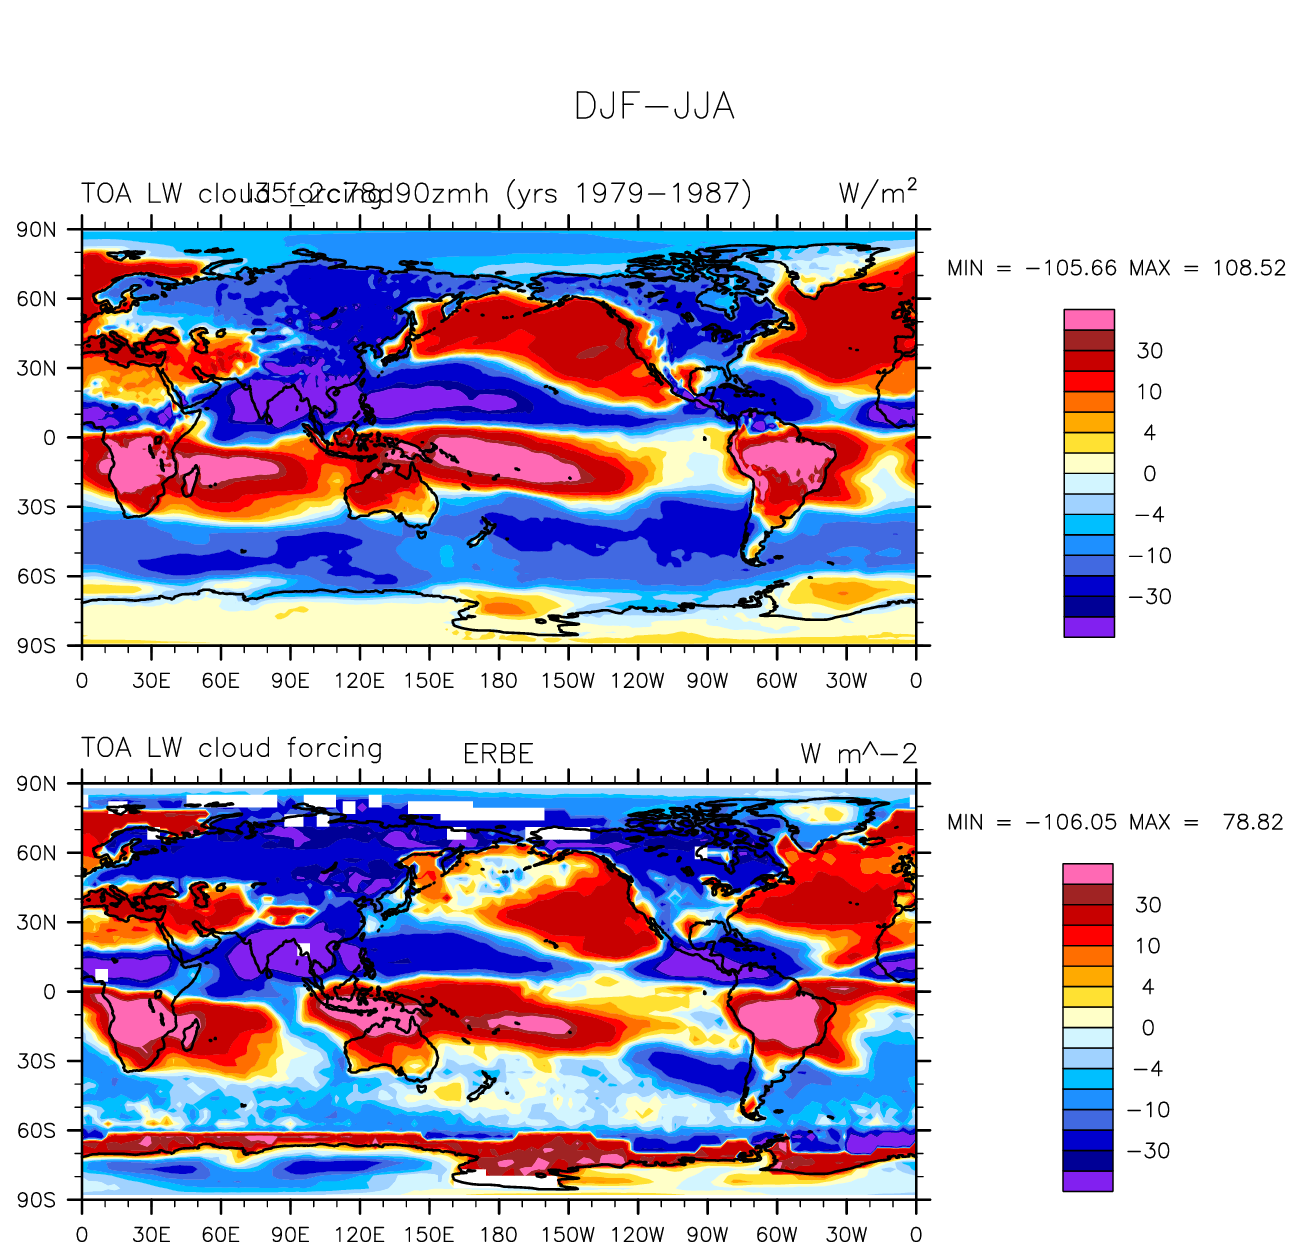 DJF-JJA
TOA LW cloud forcing (yrs 1979-1987) W/m2
90N
60N
30N
0
30S
60S
90S
0 30E 60E 90E 120E 150E 180 150W 120W 90W 60W 30W 0
MIN = -105.66 MAX = 108.52
30
10
4
0
-4
-10
-30
TOA LW cloud forcing ERBE W m^-2
90N
60N
30N
0
30S
60S
90S
0 30E 60E 90E 120E 150E 180 150W 120W 90W 60W 30W 0
MIN = -106.05 MAX = 78.82
30
10
4
0
-4
-10
-30